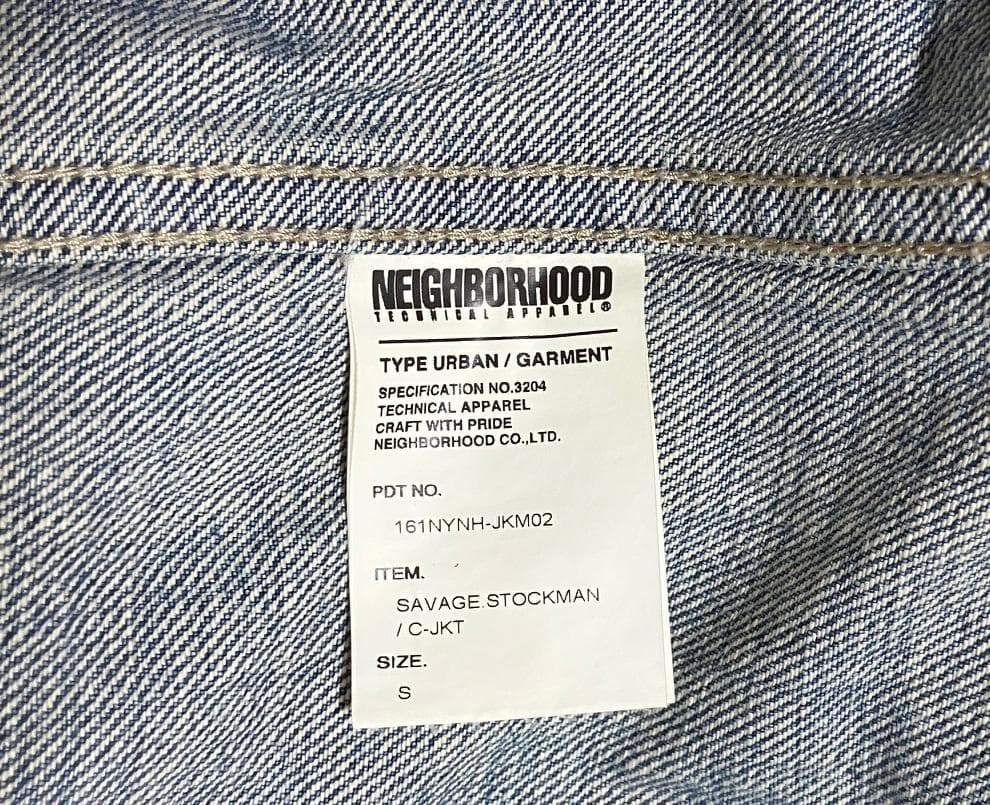 NEIGHBORHOOD
TECHNICAL APPAREL®
TYPE URBAN / GARMENT
SPECIFICATION NO.3204
TECHNICAL APPAREL
CRAFT WITH PRIDE
NEIGHBORHOOD CO.,LTD.
PDT NO.
161NYNH-JKM02
ITEM.
SAVAGE.STOCKMAN
/ C-JKT
SIZE.
S